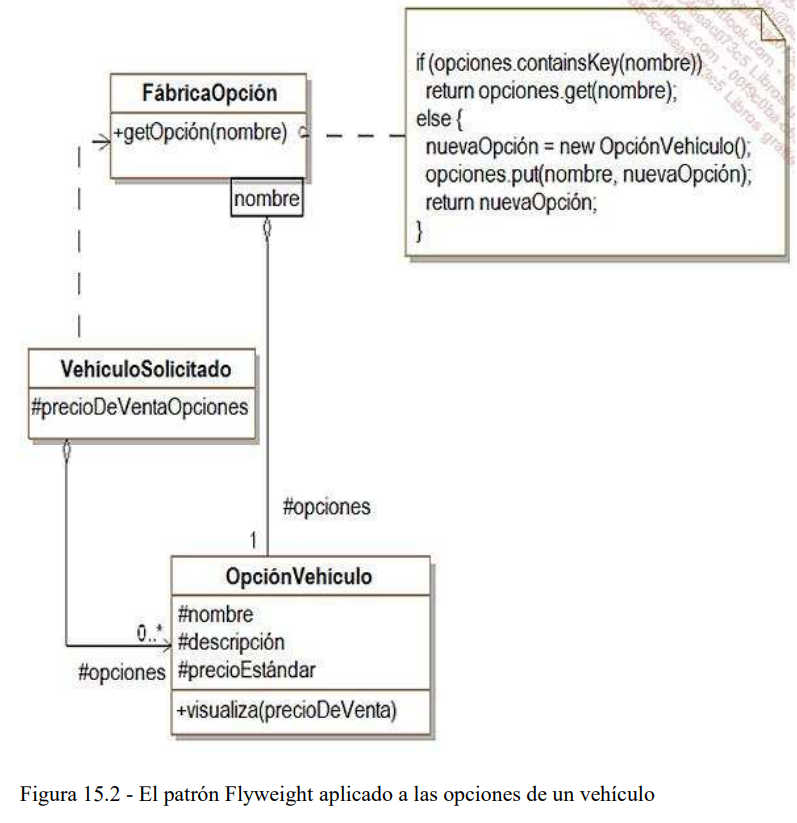 FábricaOpción
+getOpción(nombre)
nombre
if (opciones.containsKey(nombre))
return opciones.get(nombre);
else {
nuevaOpción = new OpciónVehículo();
opciones.put(nombre, nuevaOpción);
return nuevaOpción;
}
VehículoSolicitado
#precioDeVentaOpciones
#opciones
1
OpciónVehículo
#nombre
#descripción
#precioEstándar
+visualiza(precioDeVenta)
0..*
#opciones
Figura 15.2 - El patrón Flyweight aplicado a las opciones de un vehículo